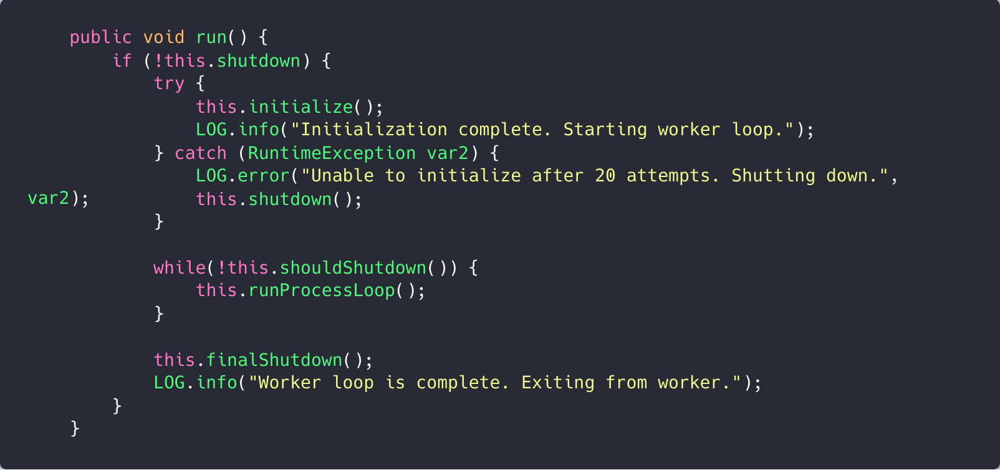 public void run() {
if (!this.shutdown) {
try {
this.initialize();
LOG.info("Initialization complete. Starting worker loop.");
} catch (RuntimeException var2) {
LOG.error("Unable to initialize after 20 attempts. Shutting down.",
var2);          this.shutdown();
}
while(!this.shouldShutdown()) {
this.runProcessLoop();
}
this.finalShutdown();
LOG.info("Worker loop is complete. Exiting from worker.");
}
}